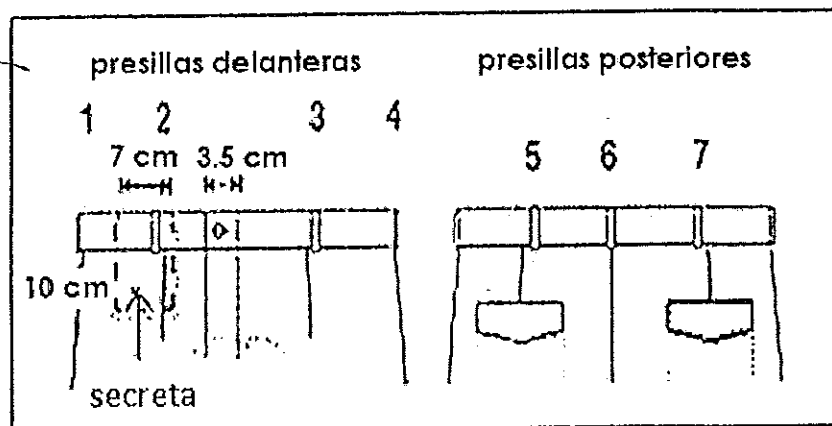 presillas delanteras
presillas posteriores
1 2 3 4
7 cm 3.5 cm
5 6 7
10 cm
secreta